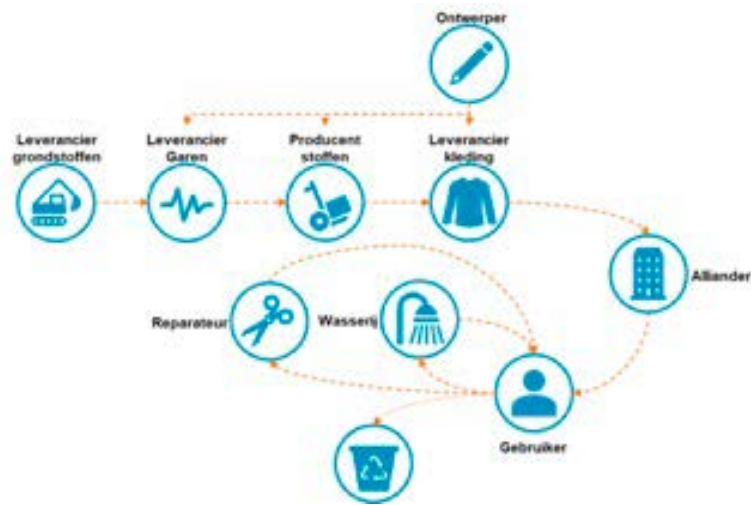 Ontwerper
Leverancier
grondstoffen
Leverancier
Garen
Producent
stoffen
Leverancier
kleding
Alliander
Reparateur
Wasserij
Gebruiker